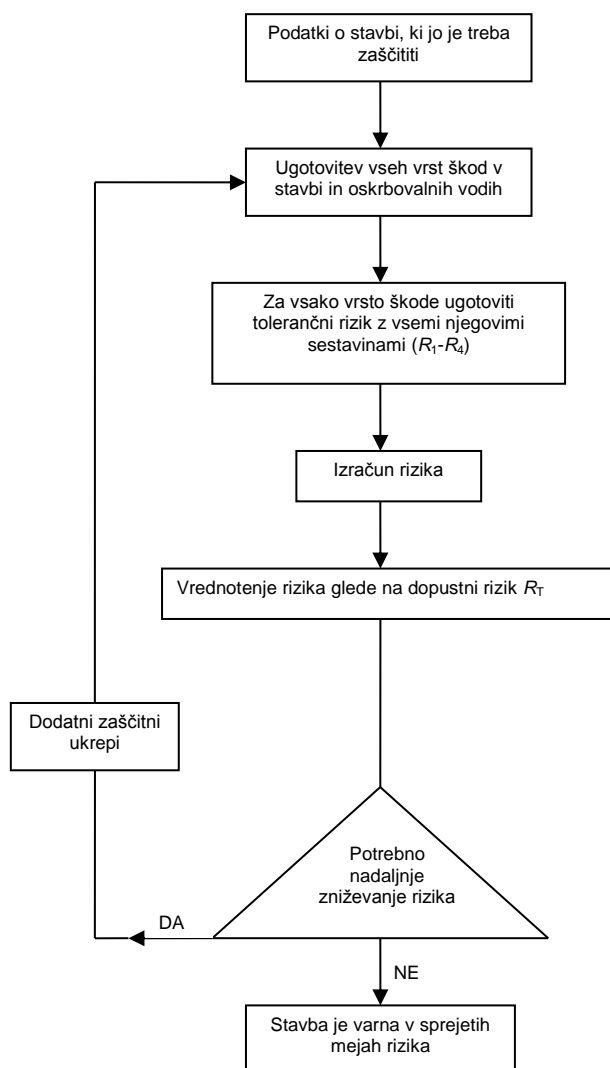 Podatki o stavbi, ki jo je treba
zaščititi
Ugotovitev vseh vrst škod v
stavbi in oskrbovalnih vodih
Za vsako vrsto škode ugotoviti
tolerančni rizik z vsemi njegovimi
sestavinami (R₁-R₄)
Izračun rizika
Vrednotenje rizika glede na dopustni rizik R_T
Dodatni zaščitni
ukrepi
Potrebno
nadaljnje
zniževanje rizika
DA
NE
Stavba je varna v sprejetih
mejah rizika